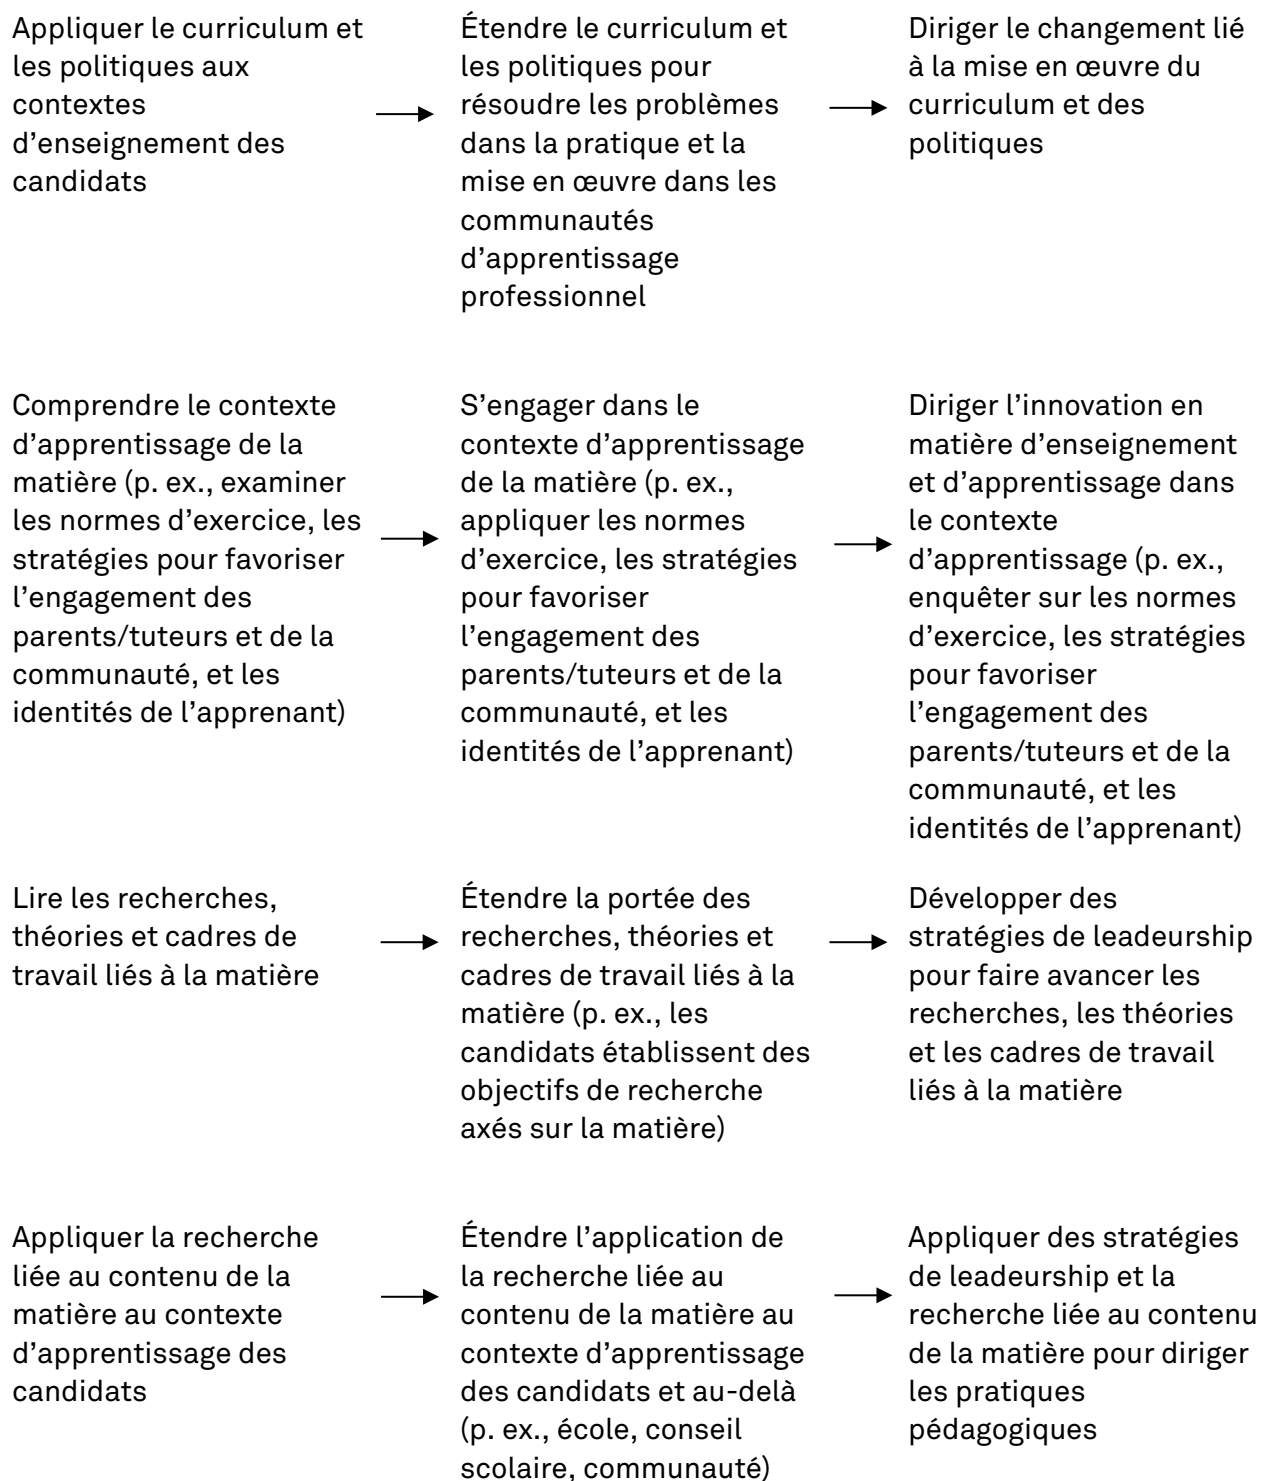 Appliquer le curriculum et
les politiques aux
contextes
d’enseignement des
candidats
Étendre le curriculum et
les politiques pour
résoudre les problèmes
dans la pratique et la
mise en œuvre dans les
communautés
d’apprentissage
professionnel
Diriger le changement lié
à la mise en œuvre du
curriculum et des
politiques
Comprendre le contexte
d’apprentissage de la
matière (p. ex., examiner
les normes d’exercice, les
stratégies pour favoriser
l’engagement des
parents/tuteurs et de la
communauté, et les
identités de l’apprenant)
S’engager dans le
contexte d’apprentissage
de la matière (p. ex.,
appliquer les normes
d’exercice, les stratégies
pour favoriser
l’engagement des
parents/tuteurs et de la
communauté, et les
identités de l’apprenant)
Diriger l’innovation en
matière d’enseignement
et d’apprentissage dans
le contexte
d’apprentissage (p. ex.,
enquêter sur les normes
d’exercice, les stratégies
pour favoriser
l’engagement des
parents/tuteurs et de la
communauté, et les
identités de l’apprenant)
Lire les recherches,
théories et cadres de
travail liés à la matière
Étendre la portée des
recherches, théories et
cadres de travail liés à la
matière (p. ex., les
candidats établissent des
objectifs de recherche
axés sur la matière)
Développer des
stratégies de leadeurship
pour faire avancer les
recherches, les théories
et les cadres de travail
liés à la matière
Appliquer la recherche
liée au contenu de la
matière au contexte
d’apprentissage des
candidats
Étendre l’application de
la recherche liée au
contenu de la matière au
contexte d’apprentissage
des candidats et au-delà
(p. ex., école, conseil
scolaire, communauté)
Appliquer des stratégies
de leadeurship et la
recherche liée au contenu
de la matière pour diriger
les pratiques
pédagogiques